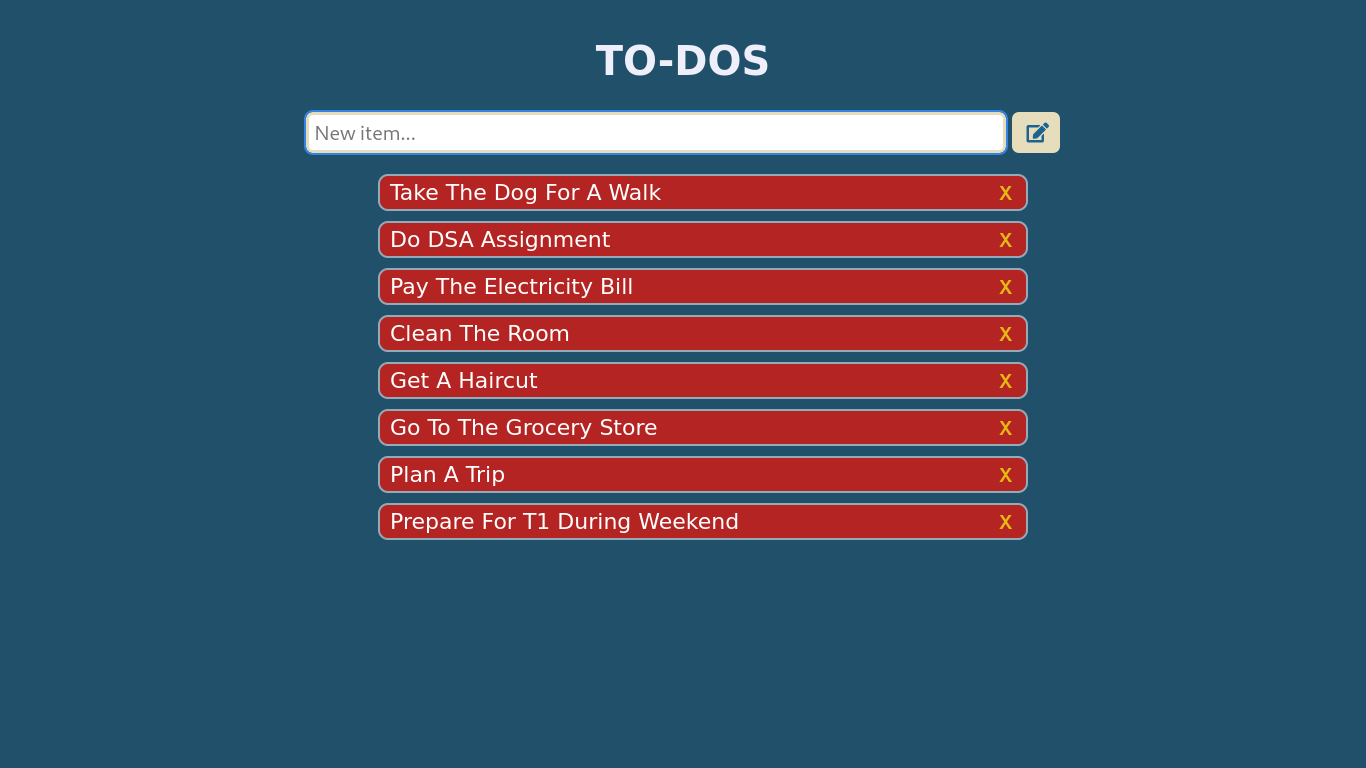 TO-DOS
New item...
Take The Dog For A Walk X
Do DSA Assignment X
Pay The Electricity Bill X
Clean The Room X
Get A Haircut X
Go To The Grocery Store X
Plan A Trip X
Prepare For T1 During Weekend X